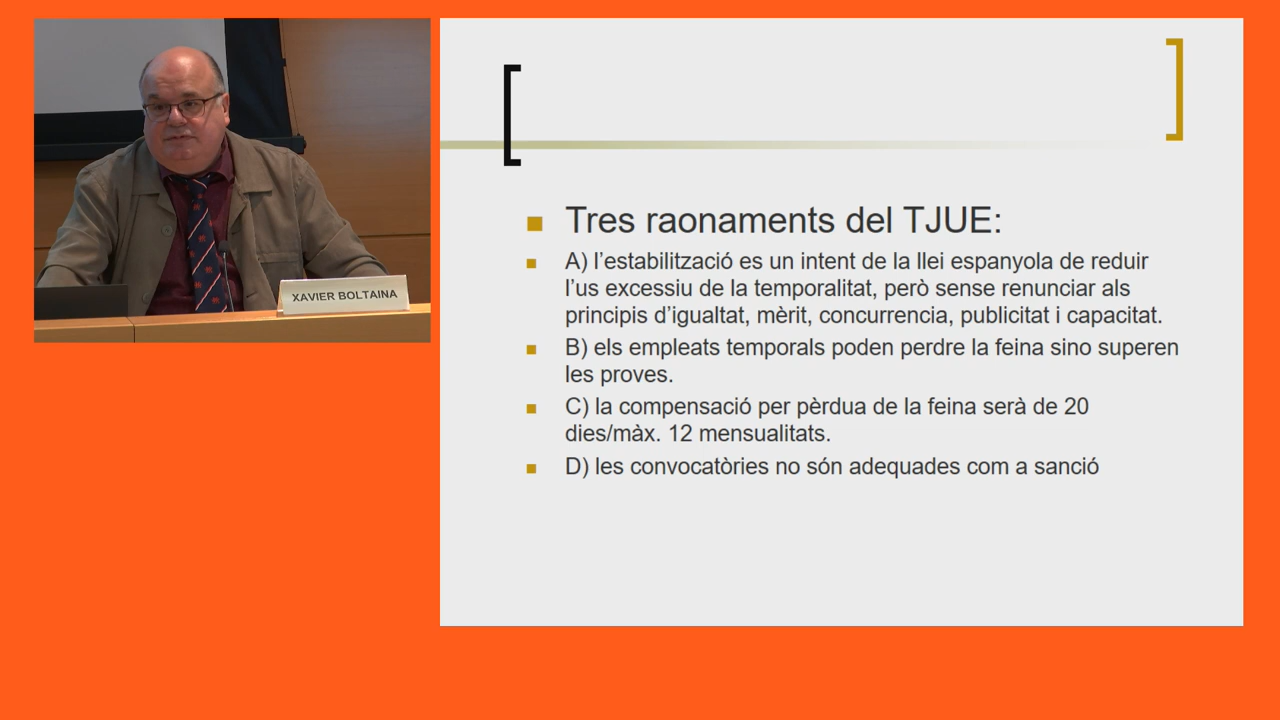 XAVIER BOLTAINA
Tres raonaments del TJUE:
A) l’estabilització es un intent de la llei espanyola de reduir
l’us excessiu de la temporalitat, però sense renunciar als
principis d’igualtat, mèrit, concurrencia, publicitat i capacitat.
B) els empleats temporals poden perdre la feina sino superen
les proves.
C) la compensació per pèrdua de la feina serà de 20
dies/màx. 12 mensualitats.
D) les convocatòries no són adequades com a sanció